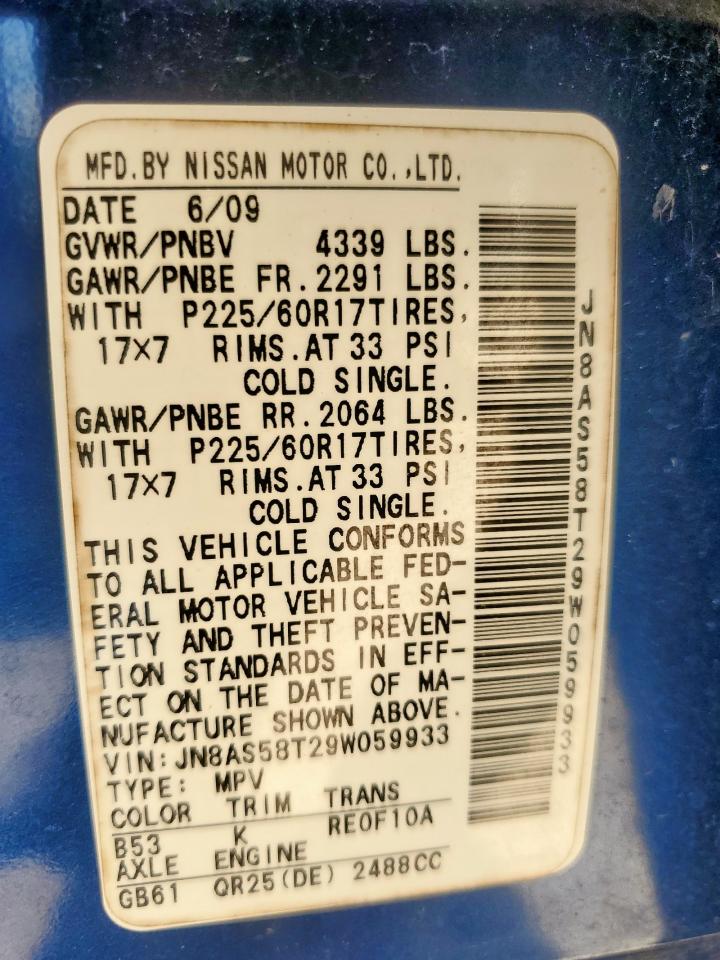 MFD.BY NISSAN MOTOR CO.,LTD.
DATE 6/09
GVWR/PNBV 4339 LBS.
GAWR/PNBE FR.2291 LBS.
WITH P225/60R17TIRES,
17×7 RIMS.AT 33 PSI
COLD SINGLE.
GAWR/PNBE RR.2064 LBS.
WITH P225/60R17TIRES,
17×7 RIMS.AT 33 PSI
COLD SINGLE.
THIS VEHICLE CONFORMS
TO ALL APPLICABLE FED-
ERAL MOTOR VEHICLE SA-
FETY AND THEFT PREVEN-
TION STANDARDS IN EFF-
ECT ON THE DATE OF MA-
NUFACTURE SHOWN ABOVE.
VIN:JN8AS58T29W059933
TYPE: MPV
COLOR TRIM TRANS
B53 K RE0F10A
AXLE ENGINE
GB61 QR25(DE) 2488CC
JN8AS58T29W059933